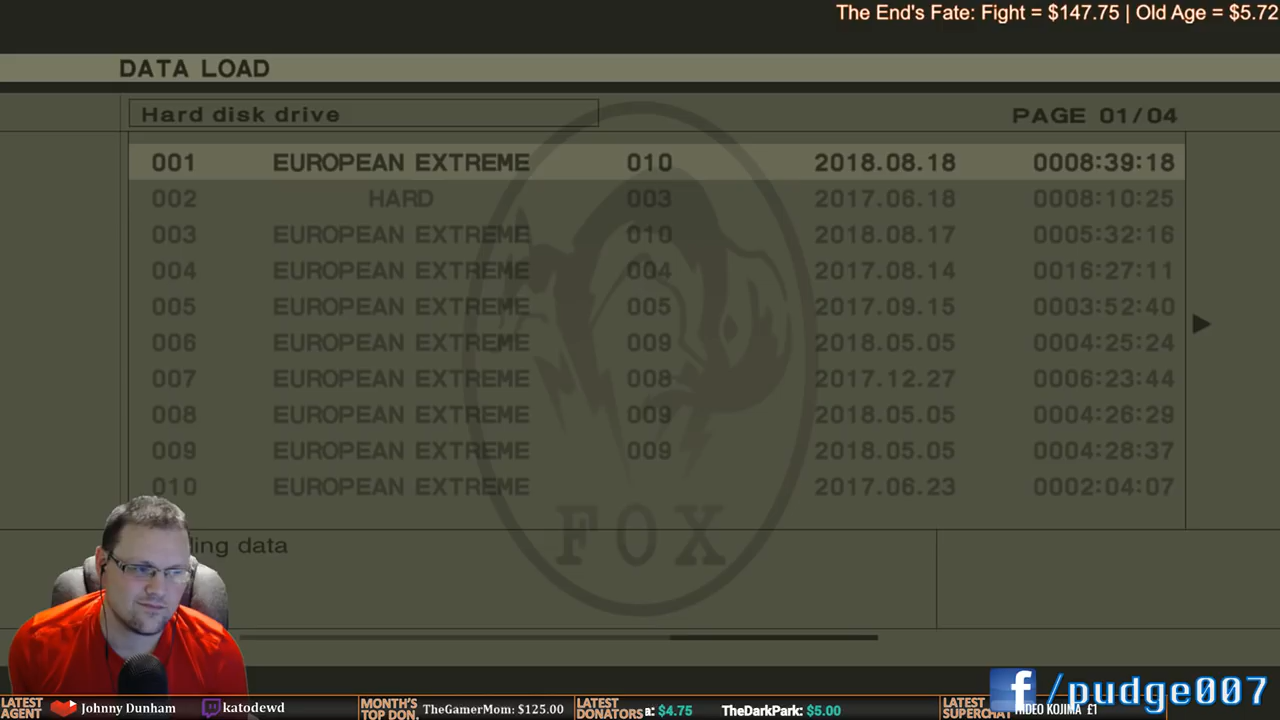 The End's Fate: Fight = $147.75 | Old Age = $5.72
DATA LOAD
Hard disk drive PAGE 01/04
001 EUROPEAN EXTREME 010 2018.08.18 0008:39:18
002 HARD 003 2017.06.18 0008:10:25
003 EUROPEAN EXTREME 010 2018.08.17 0005:32:16
004 EUROPEAN EXTREME 004 2017.08.14 0016:27:11
005 EUROPEAN EXTREME 005 2017.09.15 0003:52:40
006 EUROPEAN EXTREME 009 2018.05.05 0004:25:24
007 EUROPEAN EXTREME 008 2017.12.27 0006:23:44
008 EUROPEAN EXTREME 009 2018.05.05 0004:26:29
009 EUROPEAN EXTREME 009 2018.05.05 0004:28:37
010 EUROPEAN EXTREME 2017.06.23 0002:04:07
FOX
data
f/pudge007
LATEST AGENT Johnny Dunham katodewd MONTH'S TOP DON. TheGamerMom: $125.00 LATEST DONATORS a: $4.75 TheDarkPark: $5.00 LATEST SUPERCHAT HIDEO KOJIMA £1